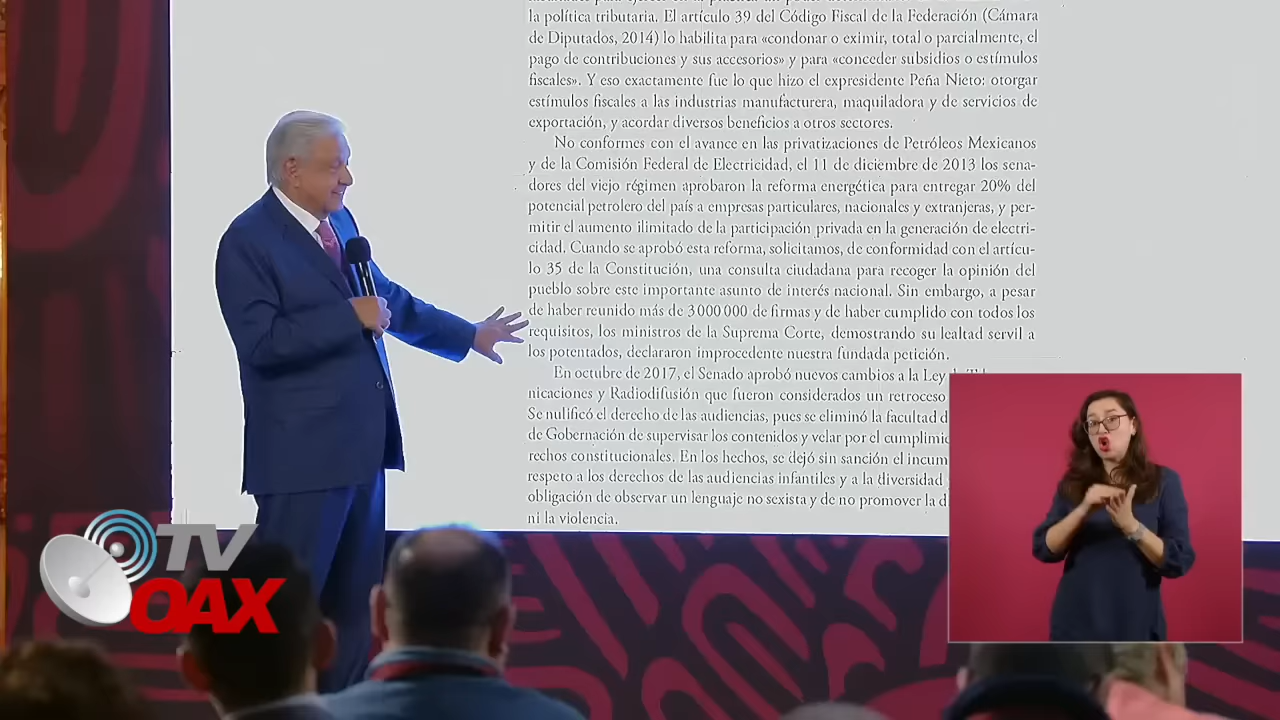 la política tributaria. El artículo 39 del Código Fiscal de la Federación (Cámara
de Diputados, 2014) lo habilita para «condonar o eximir, total o parcialmente, el
pago de contribuciones y sus accesorios» y para «conceder subsidios o estímulos
fiscales». Y eso exactamente fue lo que hizo el expresidente Peña Nieto: otorgar
estímulos fiscales a las industrias manufacturera, maquiladora y de servicios de
exportación, y acordar diversos beneficios a otros sectores.
No conformes con el avance en las privatizaciones de Petróleos Mexicanos
y de la Comisión Federal de Electricidad, el 11 de diciembre de 2013 los sena-
dores del viejo régimen aprobaron la reforma energética para entregar 20% del
potencial petrolero del país a empresas particulares, nacionales y extranjeras, y per-
mitir el aumento ilimitado de la participación privada en la generación de electri-
cidad. Cuando se aprobó esta reforma, solicitamos, de conformidad con el artícu-
lo 35 de la Constitución, una consulta ciudadana para recoger la opinión del
pueblo sobre este importante asunto de interés nacional. Sin embargo, a pesar
de haber reunido más de 3 000 000 de firmas y de haber cumplido con todos los
requisitos, los ministros de la Suprema Corte, demostrando su lealtad servil a
los potentados, declararon improcedente nuestra fundada petición.
En octubre de 2017, el Senado aprobó nuevos cambios a la Ley
nicaciones y Radiodifusión que fueron considerados un retroceso
Se nulificó el derecho de las audiencias, pues se eliminó la facultad
de Gobernación de supervisar los contenidos y velar por el cumplimie
rechos constitucionales. En los hechos, se dejó sin sanción el incum
respeto a los derechos de las audiencias infantiles y a la diversidad
obligación de observar un lenguaje no sexista y de no promover la
ni la violencia.
TV
OAX